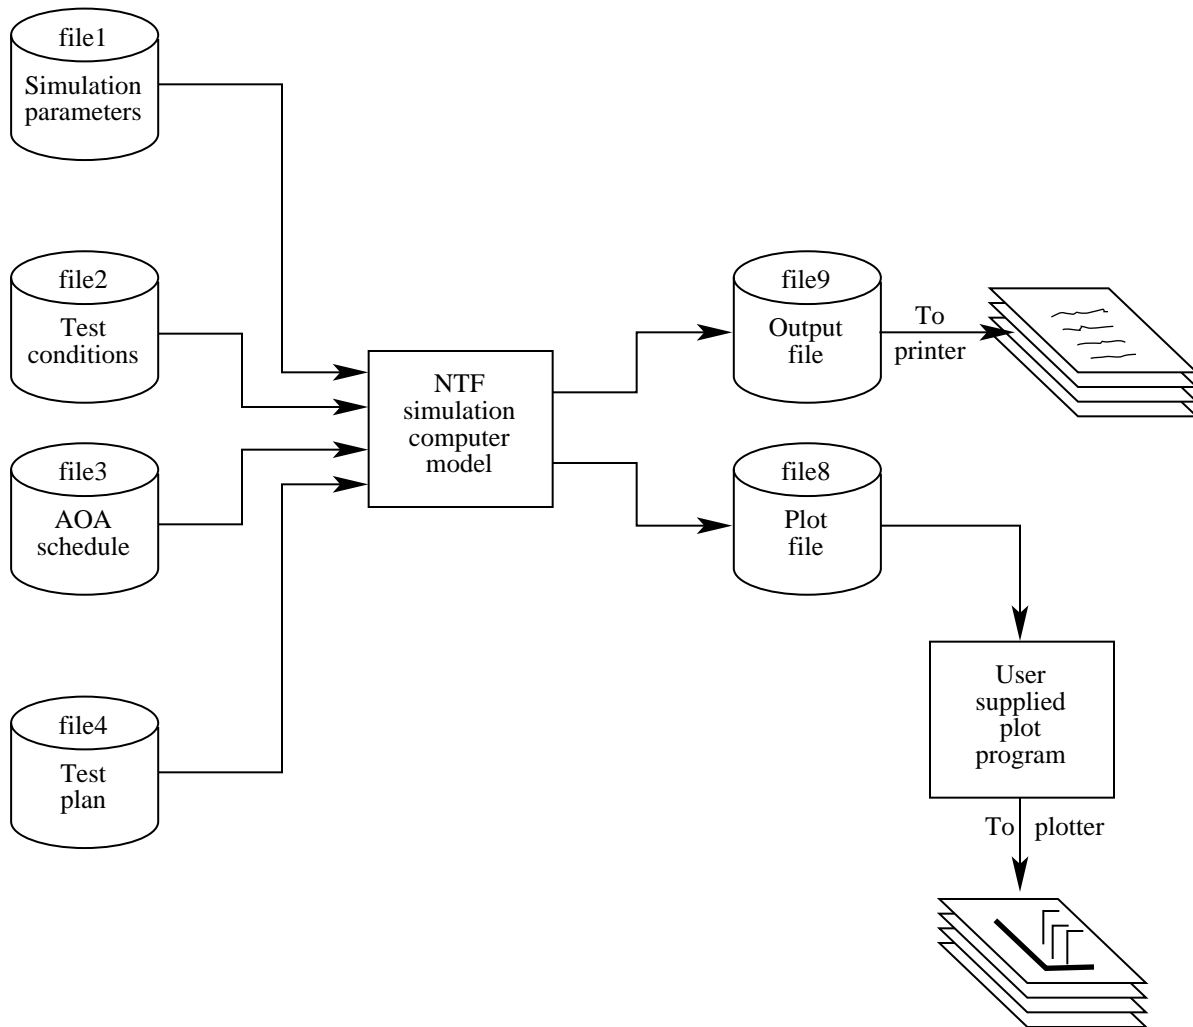 file1
Simulation
parameters
file2
Test
conditions
file3
AOA
schedule
file4
Test
plan
NTF
simulation
computer
model
file9
Output
file
To
printer
file8
Plot
file
User
supplied
plot
program
To plotter